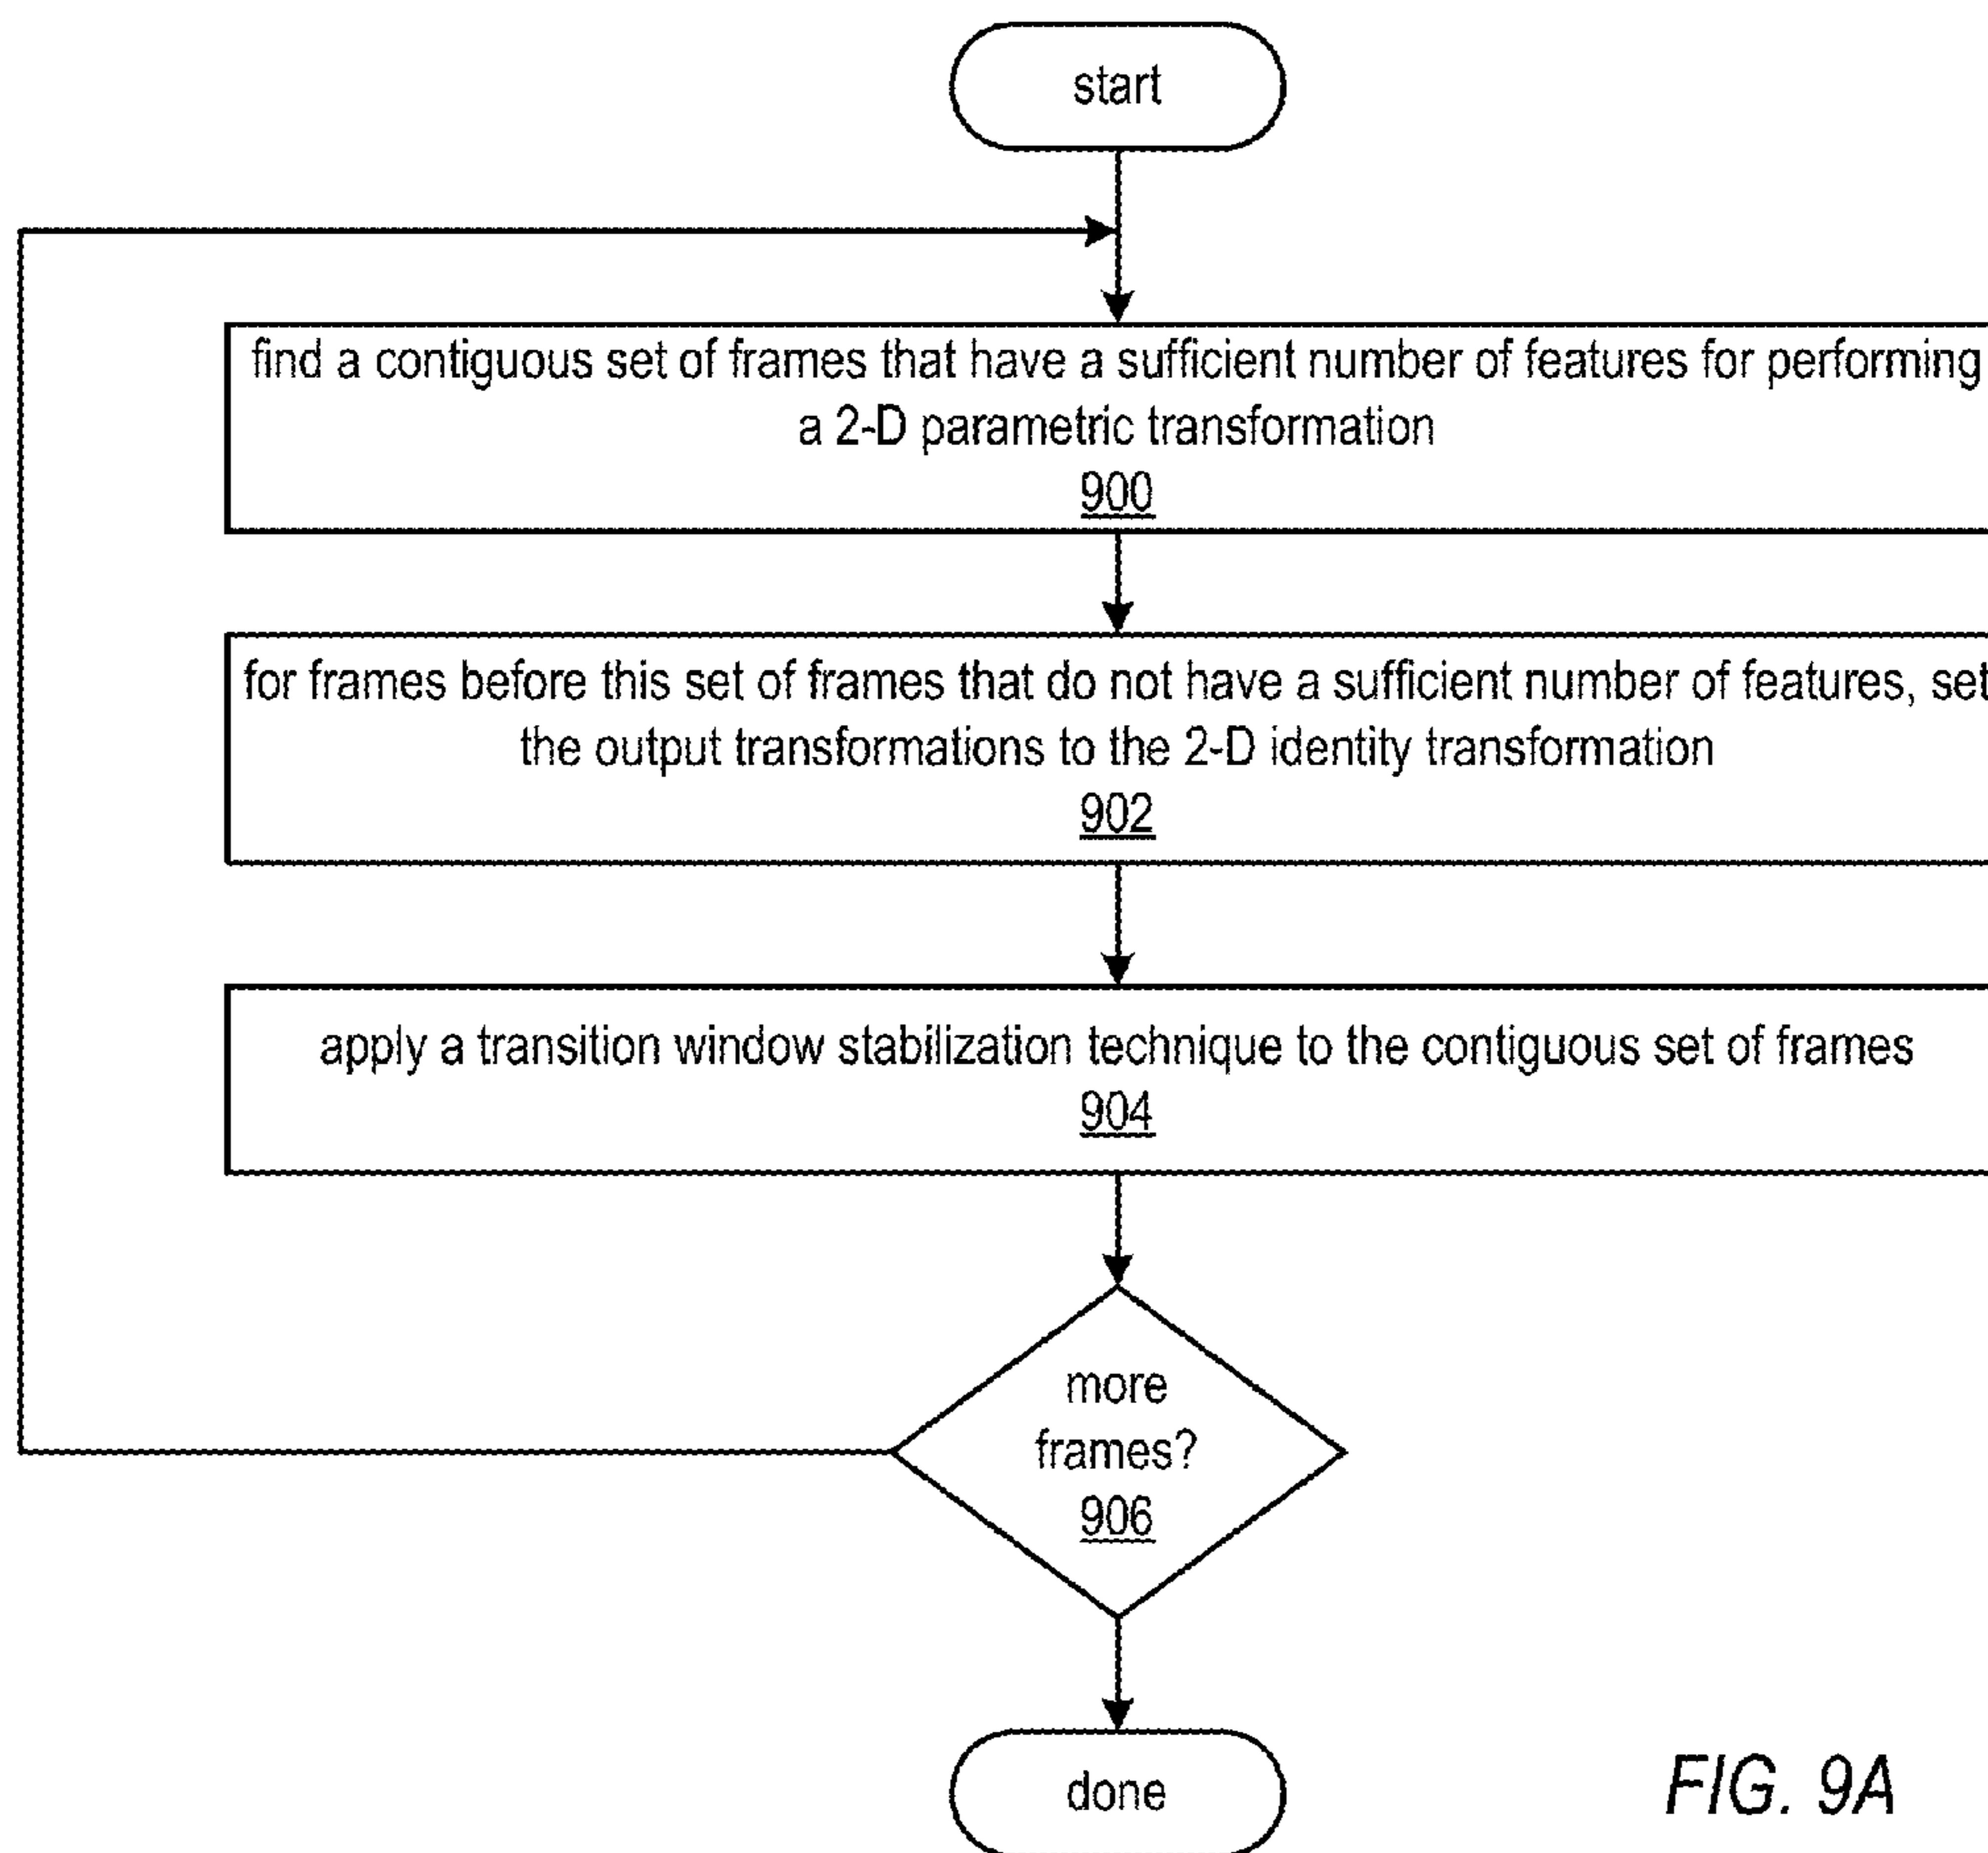 start
find a contiguous set of frames that have a sufficient number of features for performing
a 2-D parametric transformation
900
for frames before this set of frames that do not have a sufficient number of features, set
the output transformations to the 2-D identity transformation
902
apply a transition window stabilization technique to the contiguous set of frames
904
more
frames?
906
done
FIG. 9A